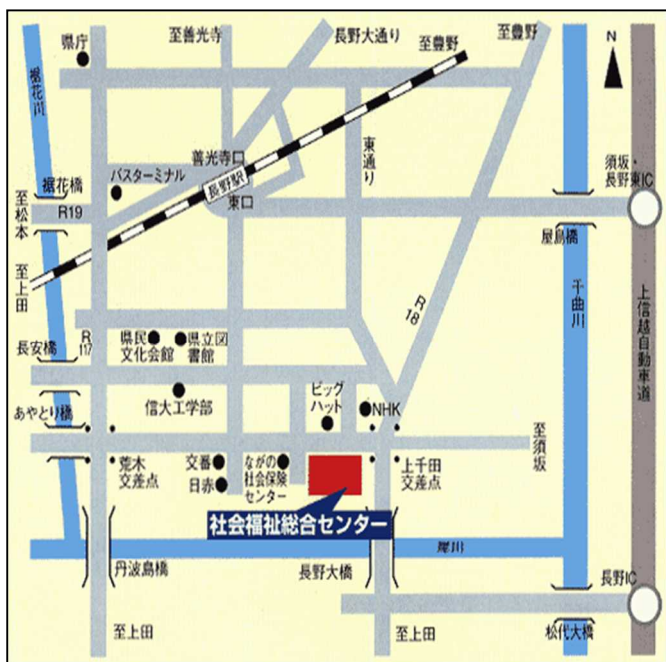 至善光寺
長野大通り
至豊野
至豊野
県庁
N
裾花川
善光寺口
東通り
須坂・
長野東IC
バスターミナル
長野駅
裾花橋
東口
R19
至松本
屋島橋
至上田
千曲川
上信越自動車道
R18
R117
県民
文化会館
県立図
書館
長安橋
ビッグ
ハット
NHK
信大工学部
あやとり橋
至須坂
荒木
交差点
交番
日赤
ながの
社会保険
センター
上千田
交差点
社会福祉総合センター
犀川
丹波島橋
長野大橋
長野IC
至上田
至上田
松代大橋